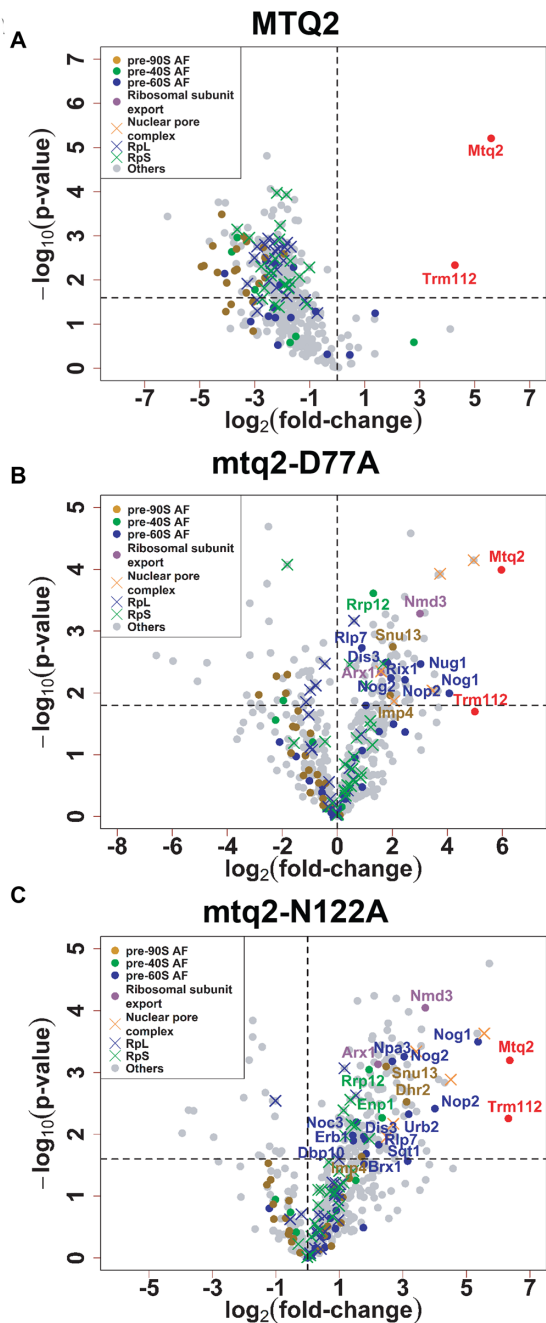 A
MTQ2
pre-90S AF
pre-40S AF
pre-60S AF
Ribosomal subunit
export
Nuclear pore
complex
RpL
RpS
Others
Mtq2
Trm112
−log10(p-value)
0
1
2
3
4
5
6
7
-7
-5
-3
-1
1
3
5
7
log2(fold-change)
B
mtq2-D77A
pre-90S AF
pre-40S AF
pre-60S AF
Ribosomal subunit
export
Nuclear pore
complex
RpL
RpS
Others
Mtq2
Rrp12
Nmd3
Snu13
Rlp7
Dis3
Nug1
Arx1
Rix1
Nog1
Nog2
Nop2
Trm112
Imp4
−log10(p-value)
0
1
2
3
4
5
-8
-6
-4
-2
0
2
4
6
log2(fold-change)
C
mtq2-N122A
pre-90S AF
pre-40S AF
pre-60S AF
Ribosomal subunit
export
Nuclear pore
complex
RpL
RpS
Others
Nmd3
Nog1
Npa3
Mtq2
Arx1
Nog2
Snu13
Rrp12
Dhr2
Enp1
Nop2
Trm112
Noc3
Dis3
Urb2
Erb1
Rlp7
Dbp10
Sqt1
Imp4
Brx1
−log10(p-value)
0
1
2
3
4
5
-5
-3
-1
1
3
5
7
log2(fold-change)